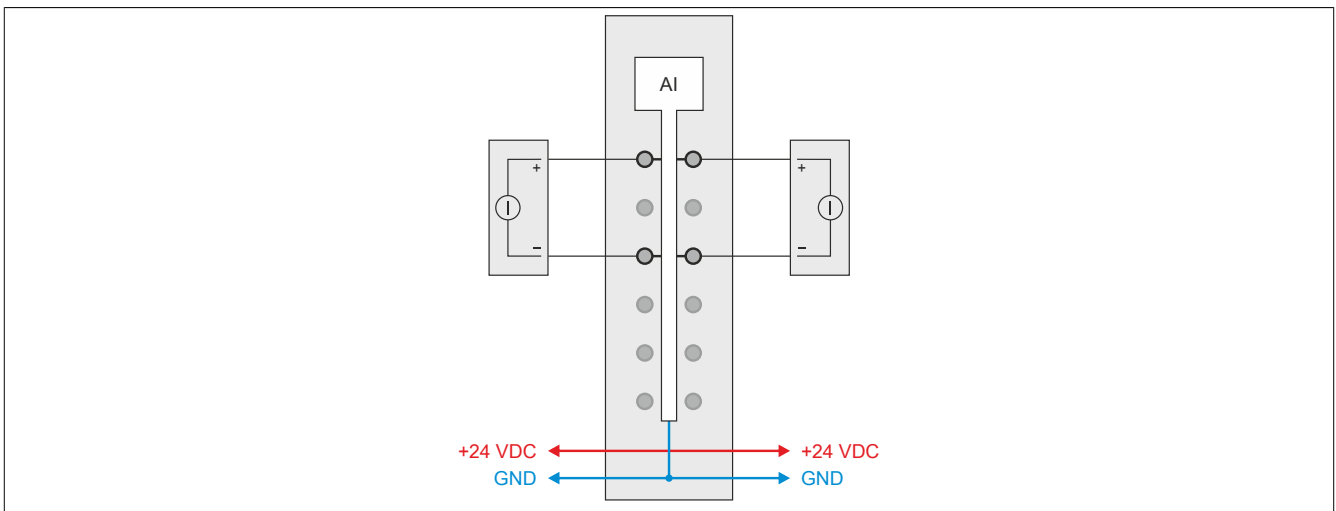 AI
+ +
− −
+24 VDC +24 VDC
GND GND